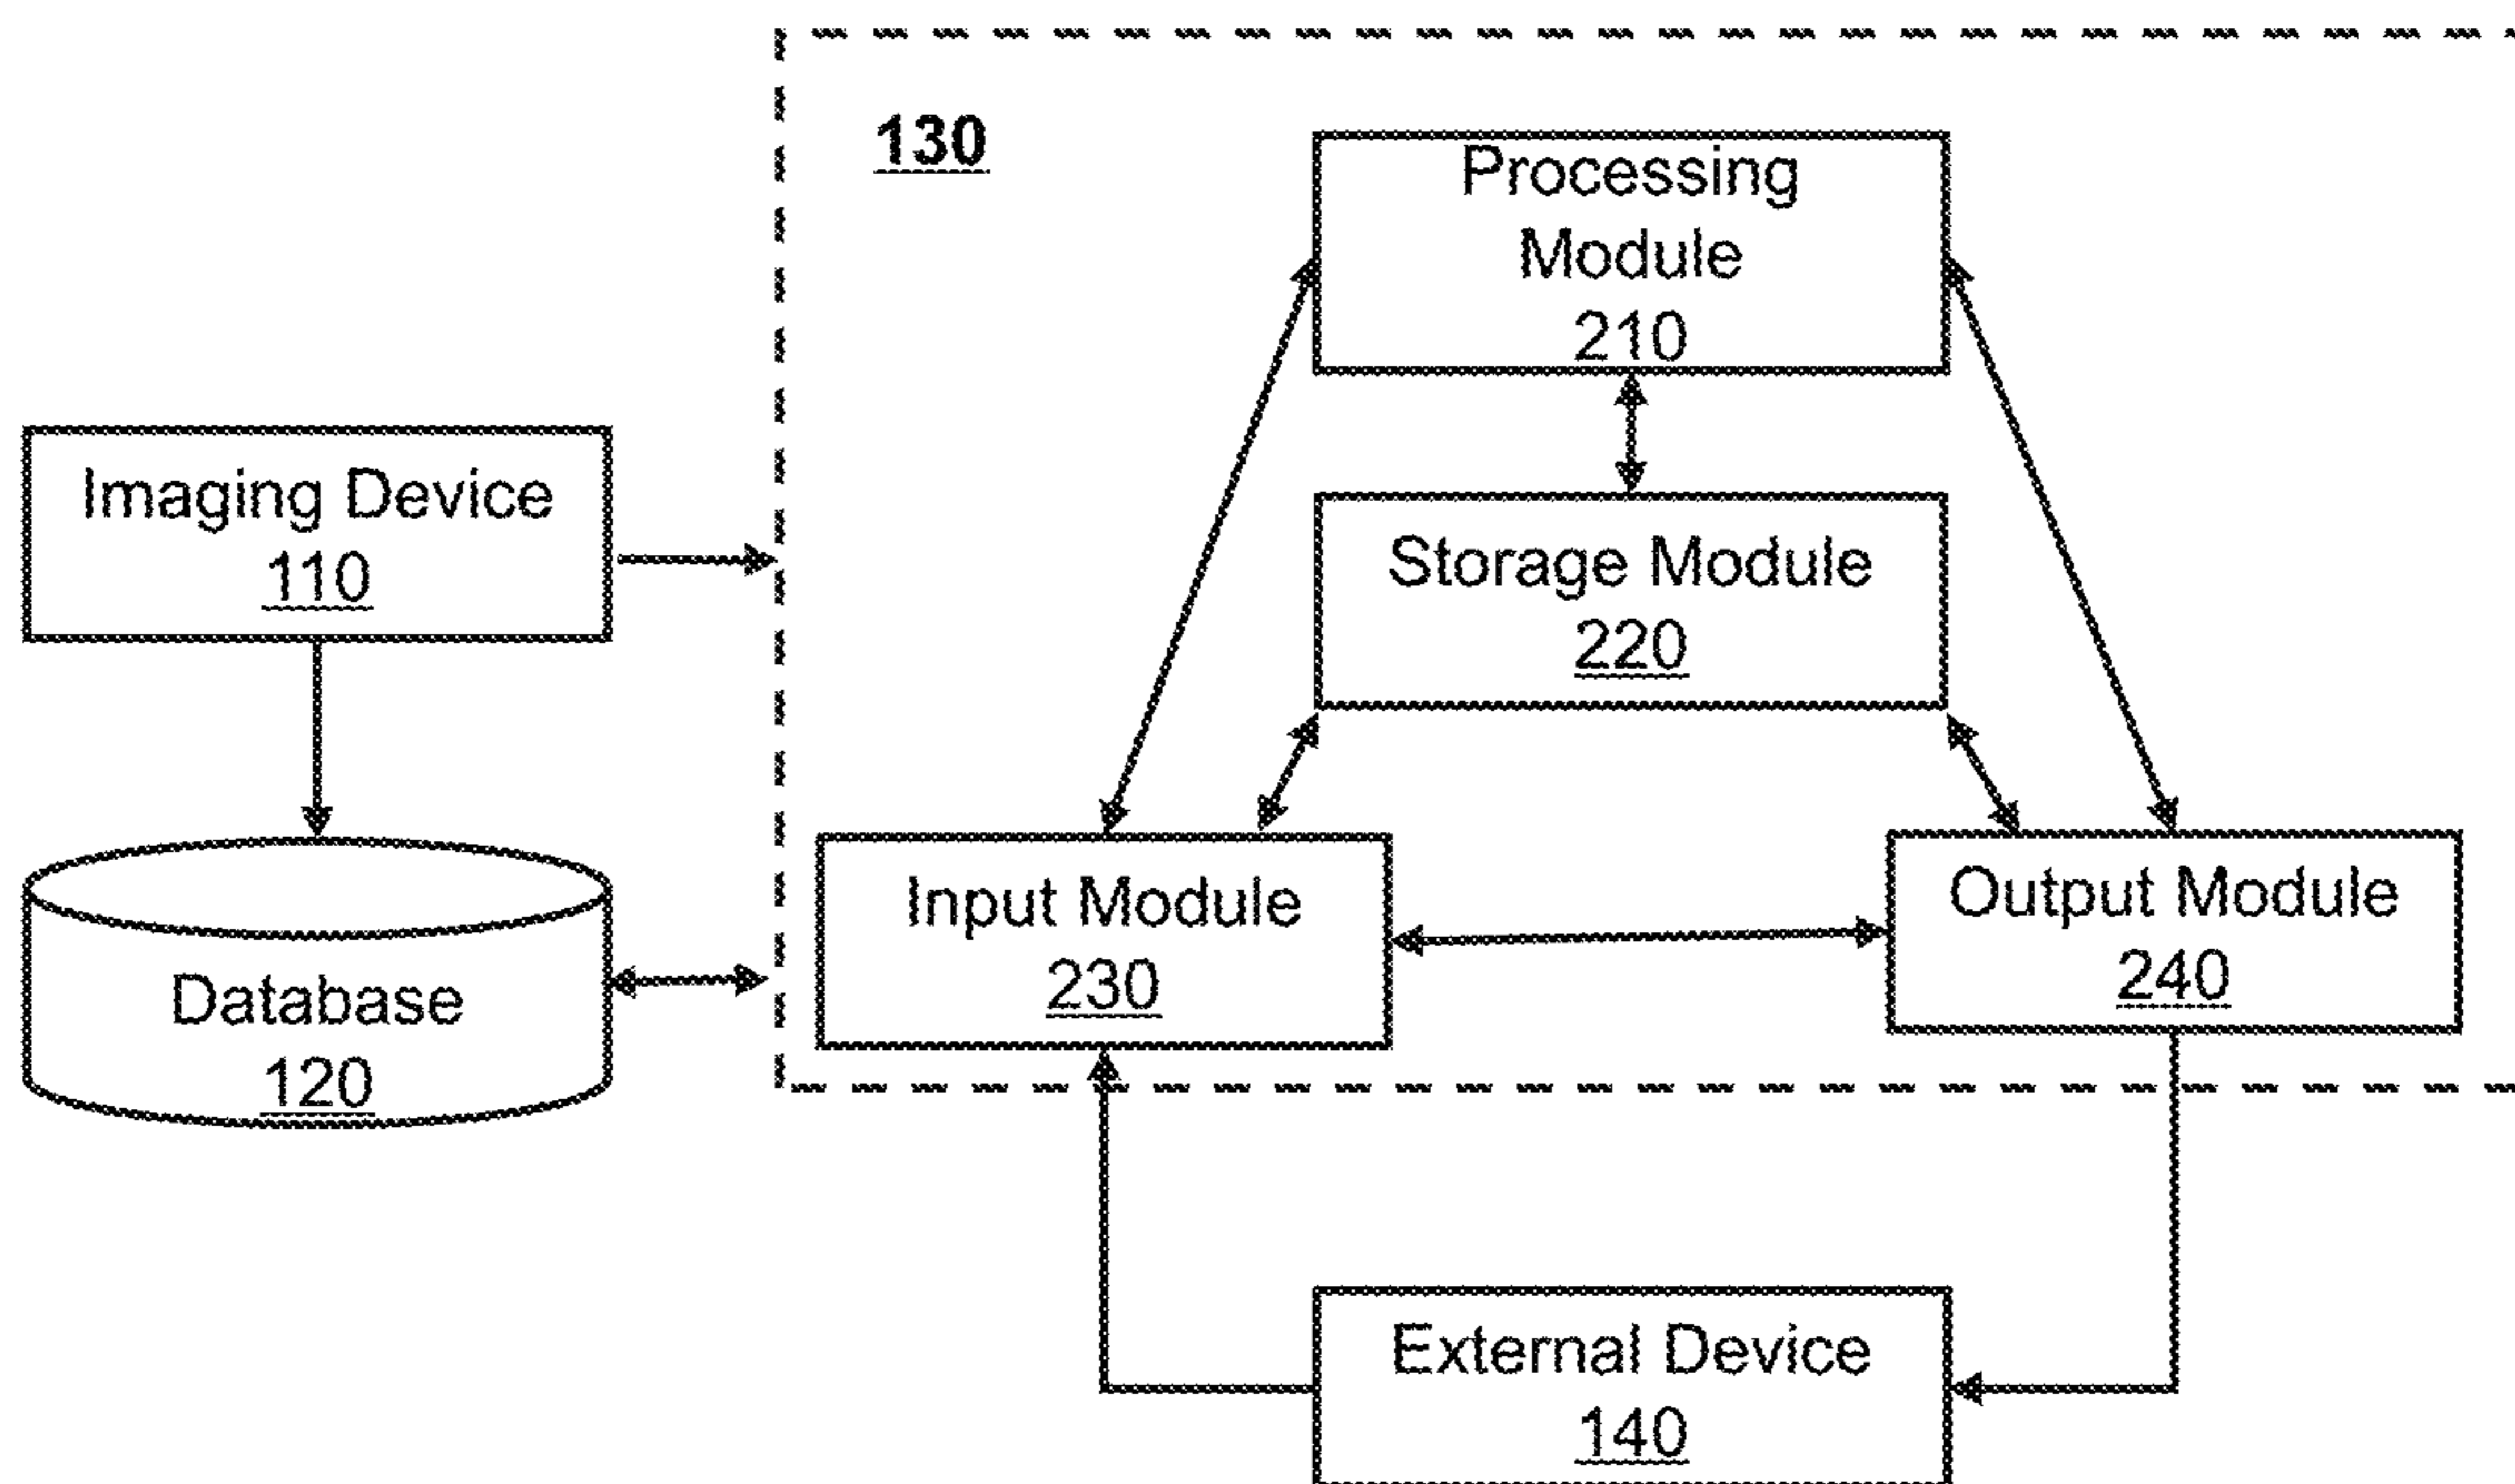 130
Processing
Module
210
Imaging Device
110
Storage Module
220
Input Module
230
Output Module
240
Database
120
External Device
140